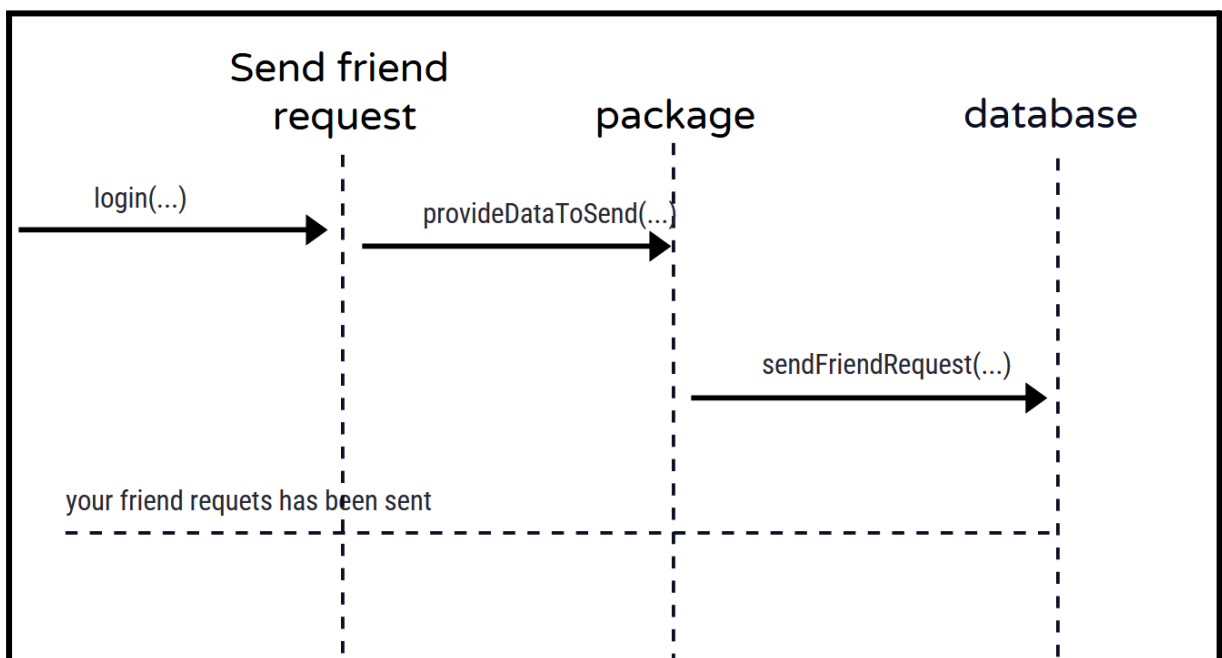 Send friend
request
package
database
login(...)
provideDataToSend(...)
sendFriendRequest(...)
your friend requets has been sent